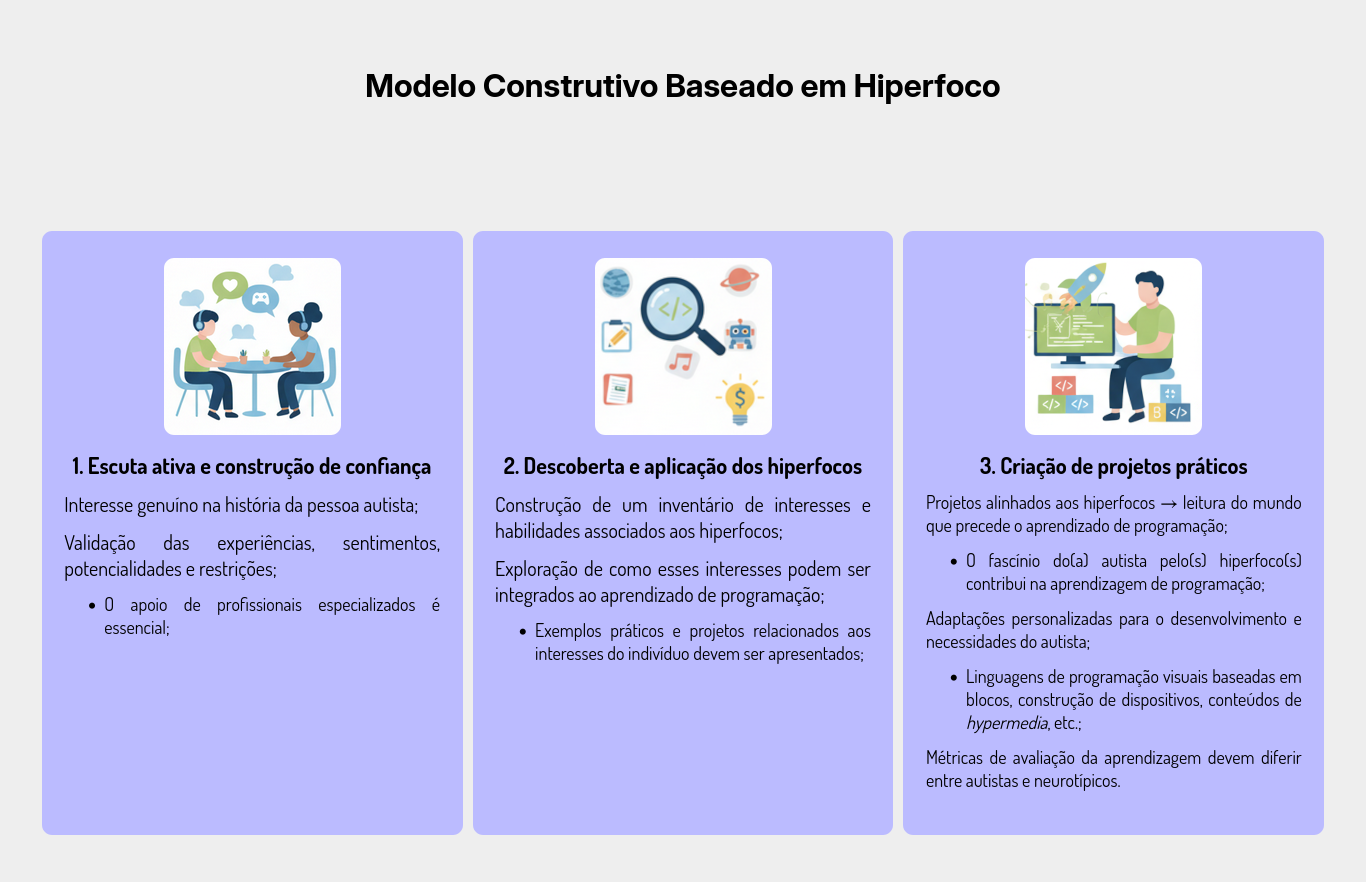 Modelo Construtivo Baseado em Hiperfoco
1. Escuta ativa e construção de confiança
Interesse genuíno na história da pessoa autista;
Validação das experiências, sentimentos,
potencialidades e restrições;
• O apoio de profissionais especializados é
essencial;
2. Descoberta e aplicação dos hiperfocos
Construção de um inventário de interesses e
habilidades associados aos hiperfocos;
Exploração de como esses interesses podem ser
integrados ao aprendizado de programação;
• Exemplos práticos e projetos relacionados aos
interesses do indivíduo devem ser apresentados;
3. Criação de projetos práticos
Projetos alinhados aos hiperfocos → leitura do mundo
que precede o aprendizado de programação;
• O fascínio do(a) autista pelo(s) hiperfoco(s)
contribui na aprendizagem de programação;
Adaptações personalizadas para o desenvolvimento e
necessidades do autista;
• Linguagens de programação visuais baseadas em
blocos, construção de dispositivos, conteúdos de
hypermedia, etc.;
Métricas de avaliação da aprendizagem devem diferir
entre autistas e neurotípicos.